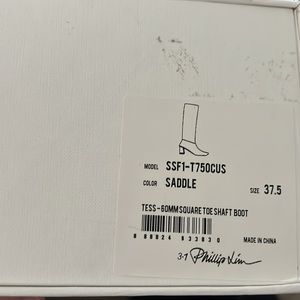 MODEL SSF1-T750CUS
COLOR SADDLE SIZE 37.5
TESS - 60MM SQUARE TOE SHAFT BOOT
MADE IN CHINA
3.1 Phillip Lim